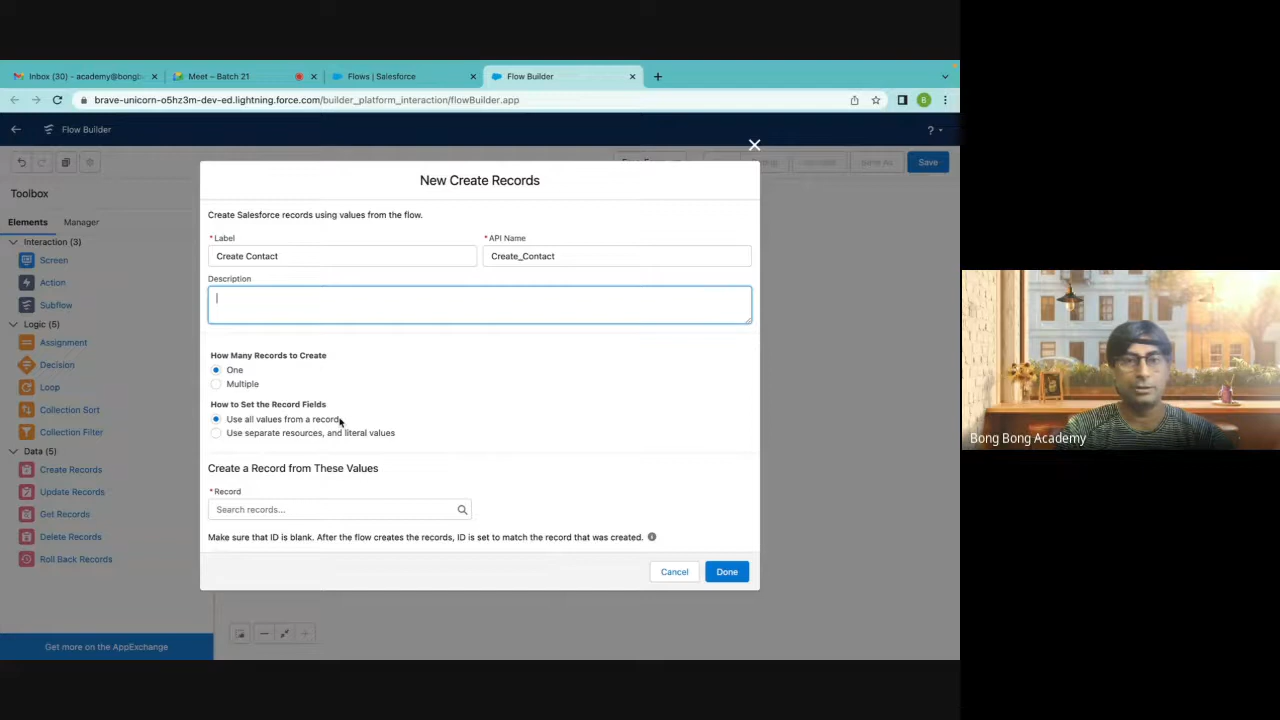 Inbox (30) - academy@bongb
Meet – Batch 21
Flows | Salesforce
Flow Builder
brave-unicorn-o5hz3m-dev-ed.lightning.force.com/builder_platform_interaction/flowBuilder.app
B
Flow Builder
?
Save
Toolbox
Elements
Manager
Interaction (3)
Screen
Action
Subflow
Logic (5)
Assignment
Decision
Loop
Collection Sort
Collection Filter
Data (5)
Create Records
Update Records
Get Records
Delete Records
Roll Back Records
Get more on the AppExchange
New Create Records
Create Salesforce records using values from the flow.
* Label
* API Name
Create Contact
Create_Contact
Description
How Many Records to Create
One
Multiple
How to Set the Record Fields
Use all values from a record
Use separate resources, and literal values
Create a Record from These Values
* Record
Search records...
Make sure that ID is blank. After the flow creates the records, ID is set to match the record that was created.
Cancel
Done
Bong Bong Academy